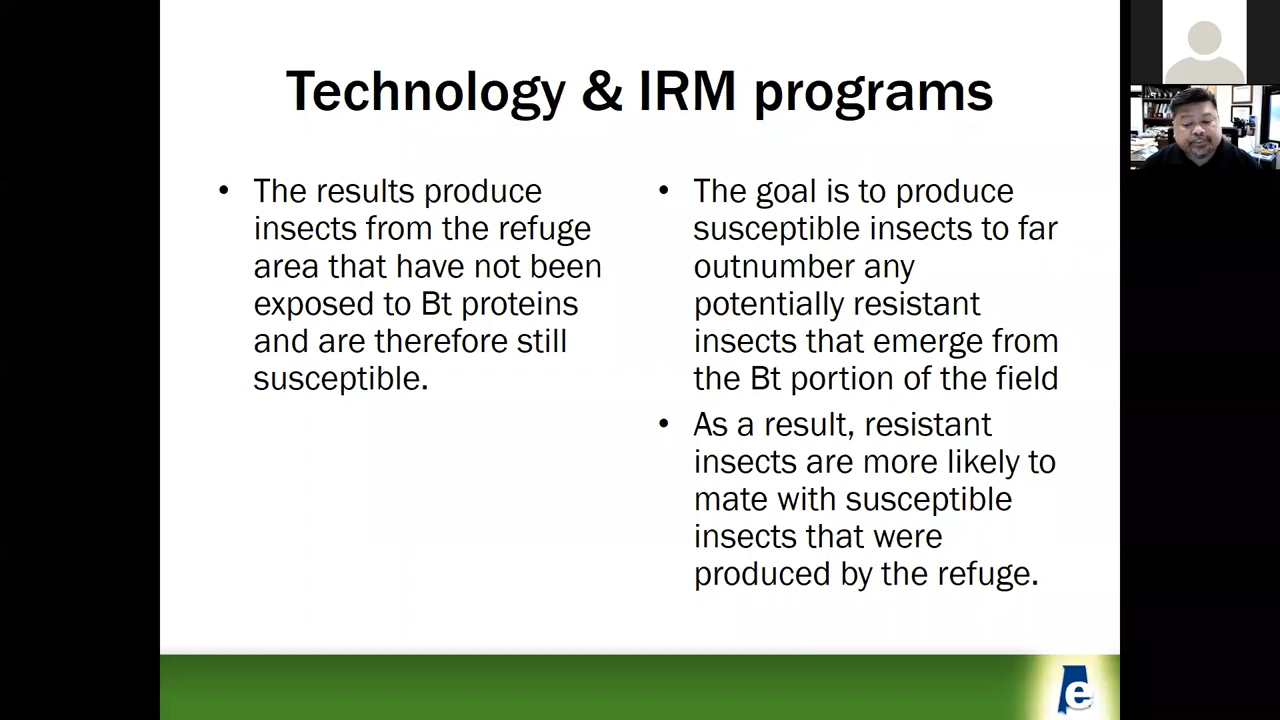 Technology & IRM programs
• The results produce
insects from the refuge
area that have not been
exposed to Bt proteins
and are therefore still
susceptible.
• The goal is to produce
susceptible insects to far
outnumber any
potentially resistant
insects that emerge from
the Bt portion of the field
• As a result, resistant
insects are more likely to
mate with susceptible
insects that were
produced by the refuge.
e